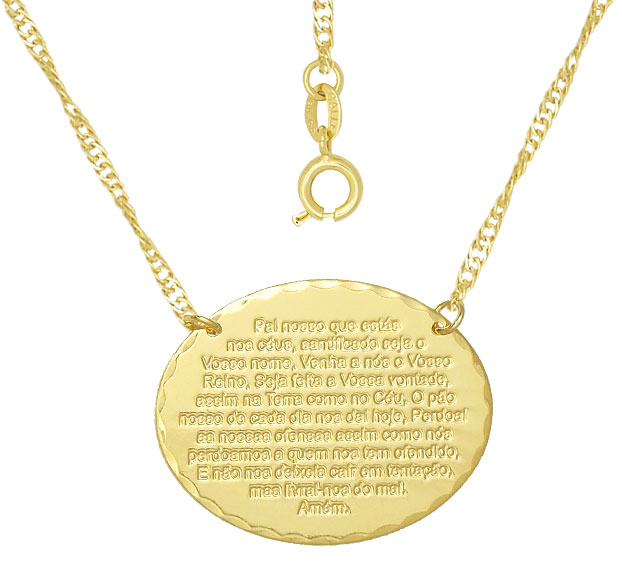 Pai nosso que estás
nos céus, santificado seja o
Vosso nome, Venha a nós o Vosso
Reino, Seja feita a Vossa vontade,
assim na Terra como no Céu, O pão
nosso de cada dia nos daí hoje, Perdoai
as nossas ofensas assim como nós
perdoamos a quem nos tem ofendido,
E não nos deixeis cair em tentação,
mas livrai-nos do mal.
Amém.